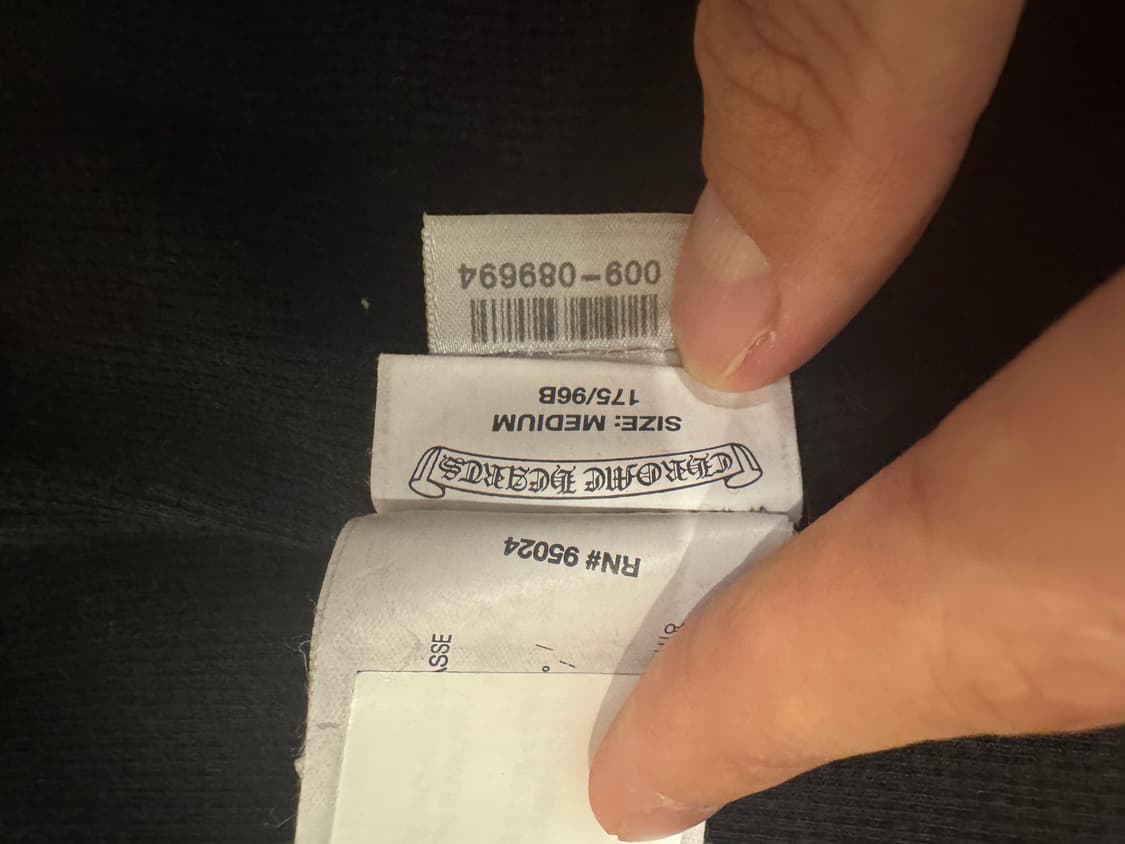 RN# 95024
CHROME HEARTS
SIZE: MEDIUM
175/96B
009-089694